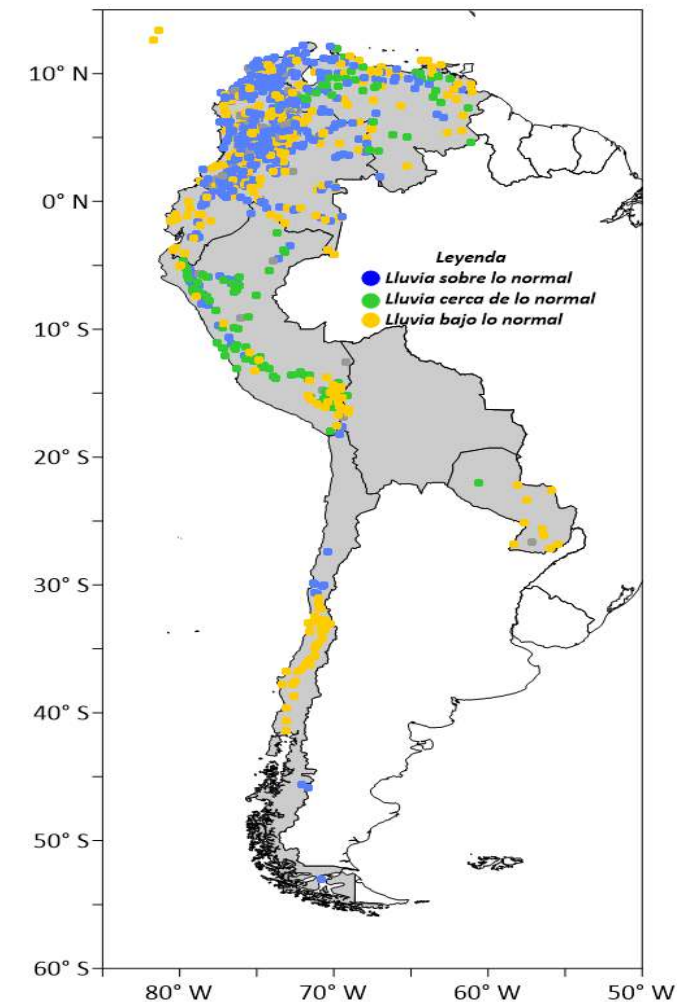 10° N
0° N
Leyenda
Lluvia sobre lo normal
Lluvia cerca de lo normal
Lluvia bajo lo normal
10° S
20° S
30° S
40° S
50° S
60° S
80° W 70° W 60° W 50° W